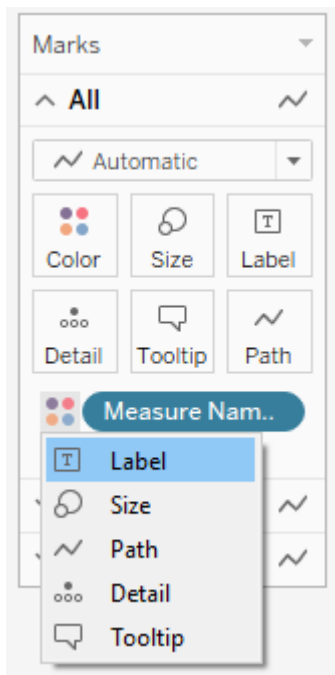 Marks
All
Automatic
Color Size Label
Detail Tooltip Path
Measure Nam..
Label
Size
Path
Detail
Tooltip